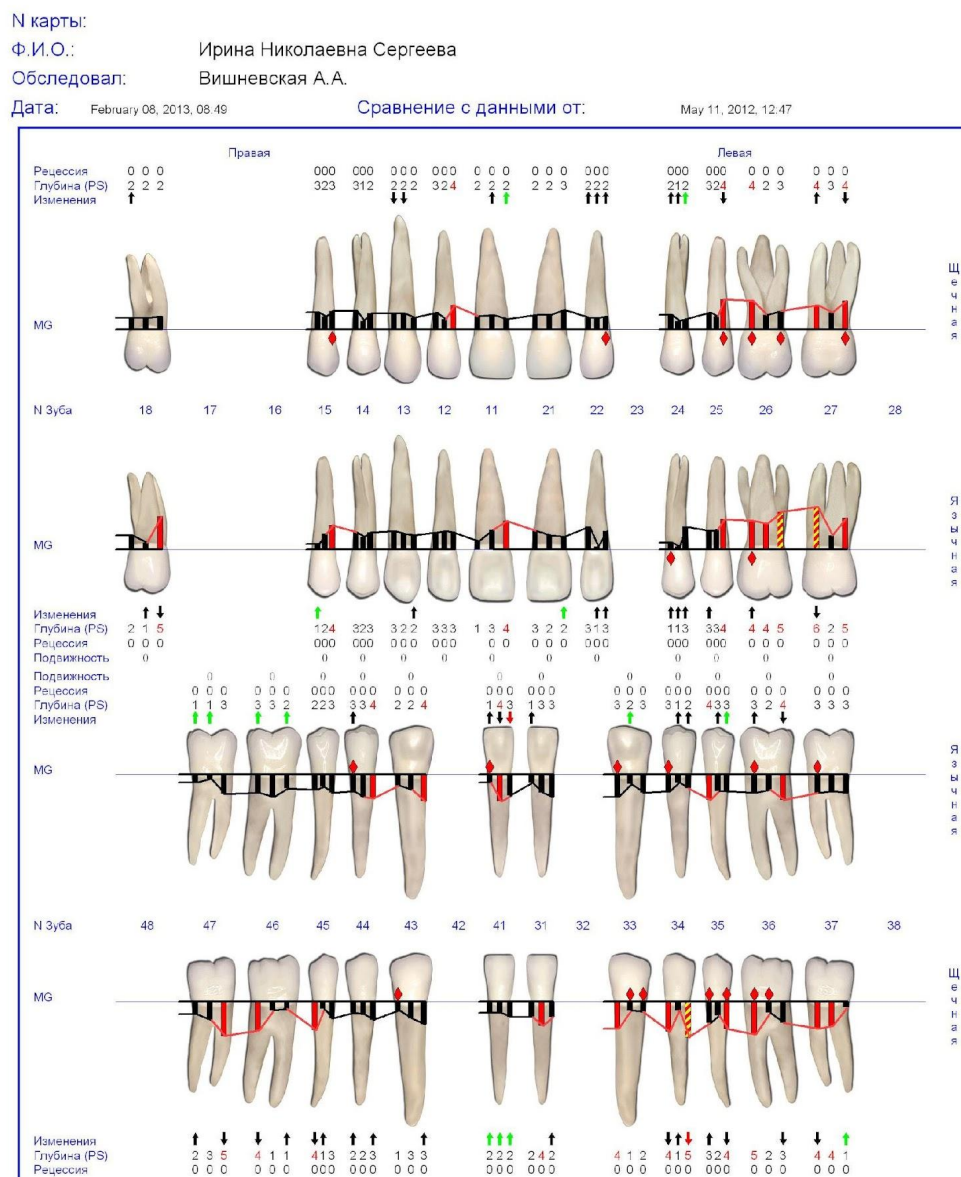 N карты:
Ф.И.О.: Ирина Николаевна Сергеева
Обследовал: Вишневская А.А.
Дата: February 08, 2013, 08:49 Сравнение с данными от: May 11, 2012, 12:47
Правая Левая
Рецессия 0 0 0 000 000 0 0 0 0 0 0 0 0 0 0 0 0 000 000 000 0 0 0 0 0 0
Глубина (PS) 2 2 2 323 312 2 2 2 3 2 4 2 2 2 2 2 3 222 212 324 4 2 3 4 3 4
Изменения
Щечная
MG
N Зуба 18 17 16 15 14 13 12 11 21 22 23 24 25 26 27 28
Язычная
MG
Изменения
Глубина (PS) 2 1 5 124 323 3 2 2 333 1 3 4 3 2 2 313 113 334 4 4 5 6 2 5
Рецессия 0 0 0 000 000 0 0 0 000 0 0 0 0 0 0 000 000 000 0 0 0 0 0 0
Подвижность 0 0 0 0 0 0 0 0 0 0 0 0
Подвижность 0 0 0 0 0 0 0 0 0 0 0 0
Рецессия 0 0 0 0 0 0 000 000 0 0 0 000 000 0 0 0 000 000 0 0 0 0 0 0
Глубина (PS) 1 1 3 3 3 2 223 334 2 2 4 143 1 3 3 3 2 3 312 433 3 2 4 3 3 3
Изменения
Язычная
MG
N Зуба 48 47 46 45 44 43 42 41 31 32 33 34 35 36 37 38
Щечная
MG
Изменения
Глубина (PS) 2 3 5 4 1 1 413 223 1 3 3 222 242 4 1 2 415 324 5 2 3 4 4 1
Рецессия 0 0 0 0 0 0 000 000 0 0 0 000 000 0 0 0 000 000 0 0 0 0 0 0